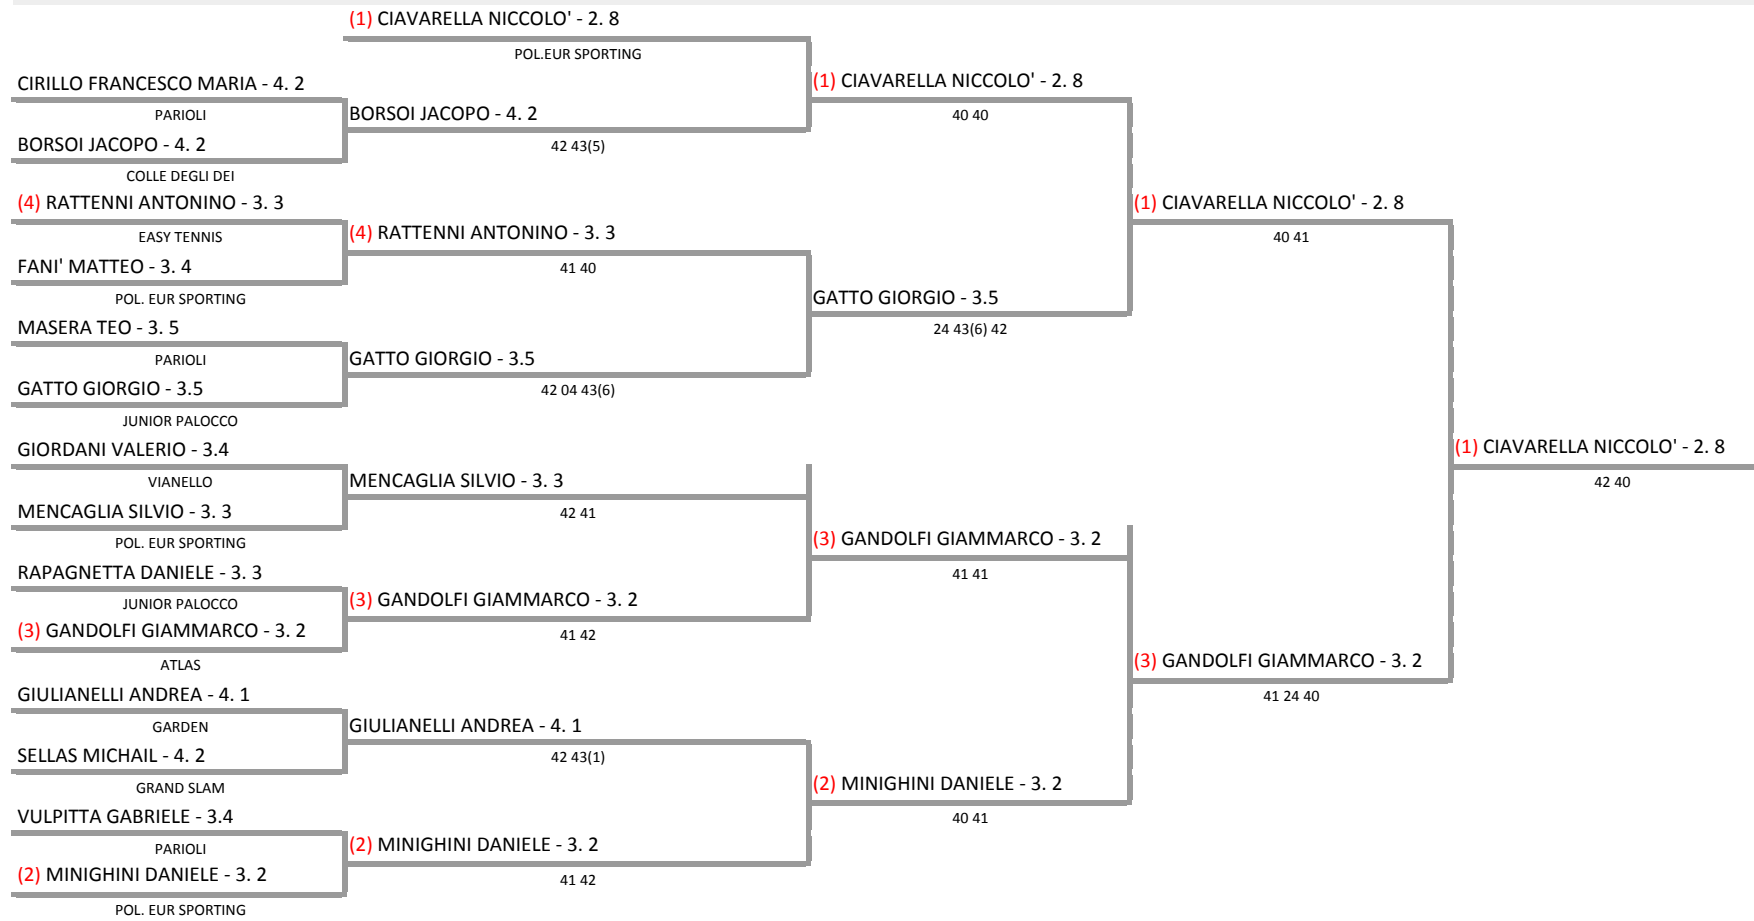 (1) CIAVARELLA NICCOLO' - 2. 8
POL.EUR SPORTING
CIRILLO FRANCESCO MARIA - 4. 2
PARIOLI
BORSOI JACOPO - 4. 2
COLLE DEGLI DEI
(4) RATTENNI ANTONINO - 3. 3
EASY TENNIS
FANI' MATTEO - 3. 4
POL. EUR SPORTING
MASERA TEO - 3. 5
PARIOLI
GATTO GIORGIO - 3.5
JUNIOR PALOCCO
GIORDANI VALERIO - 3.4
VIANELLO
MENCAGLIA SILVIO - 3. 3
POL. EUR SPORTING
RAPAGNETTA DANIELE - 3. 3
JUNIOR PALOCCO
(3) GANDOLFI GIAMMARCO - 3. 2
ATLAS
GIULIANELLI ANDREA - 4. 1
GARDEN
SELLAS MICHAIL - 4. 2
GRAND SLAM
VULPITTA GABRIELE - 3.4
PARIOLI
(2) MINIGHINI DANIELE - 3. 2
POL. EUR SPORTING
BORSOI JACOPO - 4. 2
42 43(5)
(4) RATTENNI ANTONINO - 3. 3
41 40
GATTO GIORGIO - 3.5
42 04 43(6)
MENCAGLIA SILVIO - 3. 3
42 41
(3) GANDOLFI GIAMMARCO - 3. 2
41 42
GIULIANELLI ANDREA - 4. 1
42 43(1)
(2) MINIGHINI DANIELE - 3. 2
41 42
(1) CIAVARELLA NICCOLO' - 2. 8
40 40
GATTO GIORGIO - 3.5
24 43(6) 42
(3) GANDOLFI GIAMMARCO - 3. 2
41 41
(2) MINIGHINI DANIELE - 3. 2
40 41
(1) CIAVARELLA NICCOLO' - 2. 8
40 41
(3) GANDOLFI GIAMMARCO - 3. 2
41 24 40
(1) CIAVARELLA NICCOLO' - 2. 8
42 40